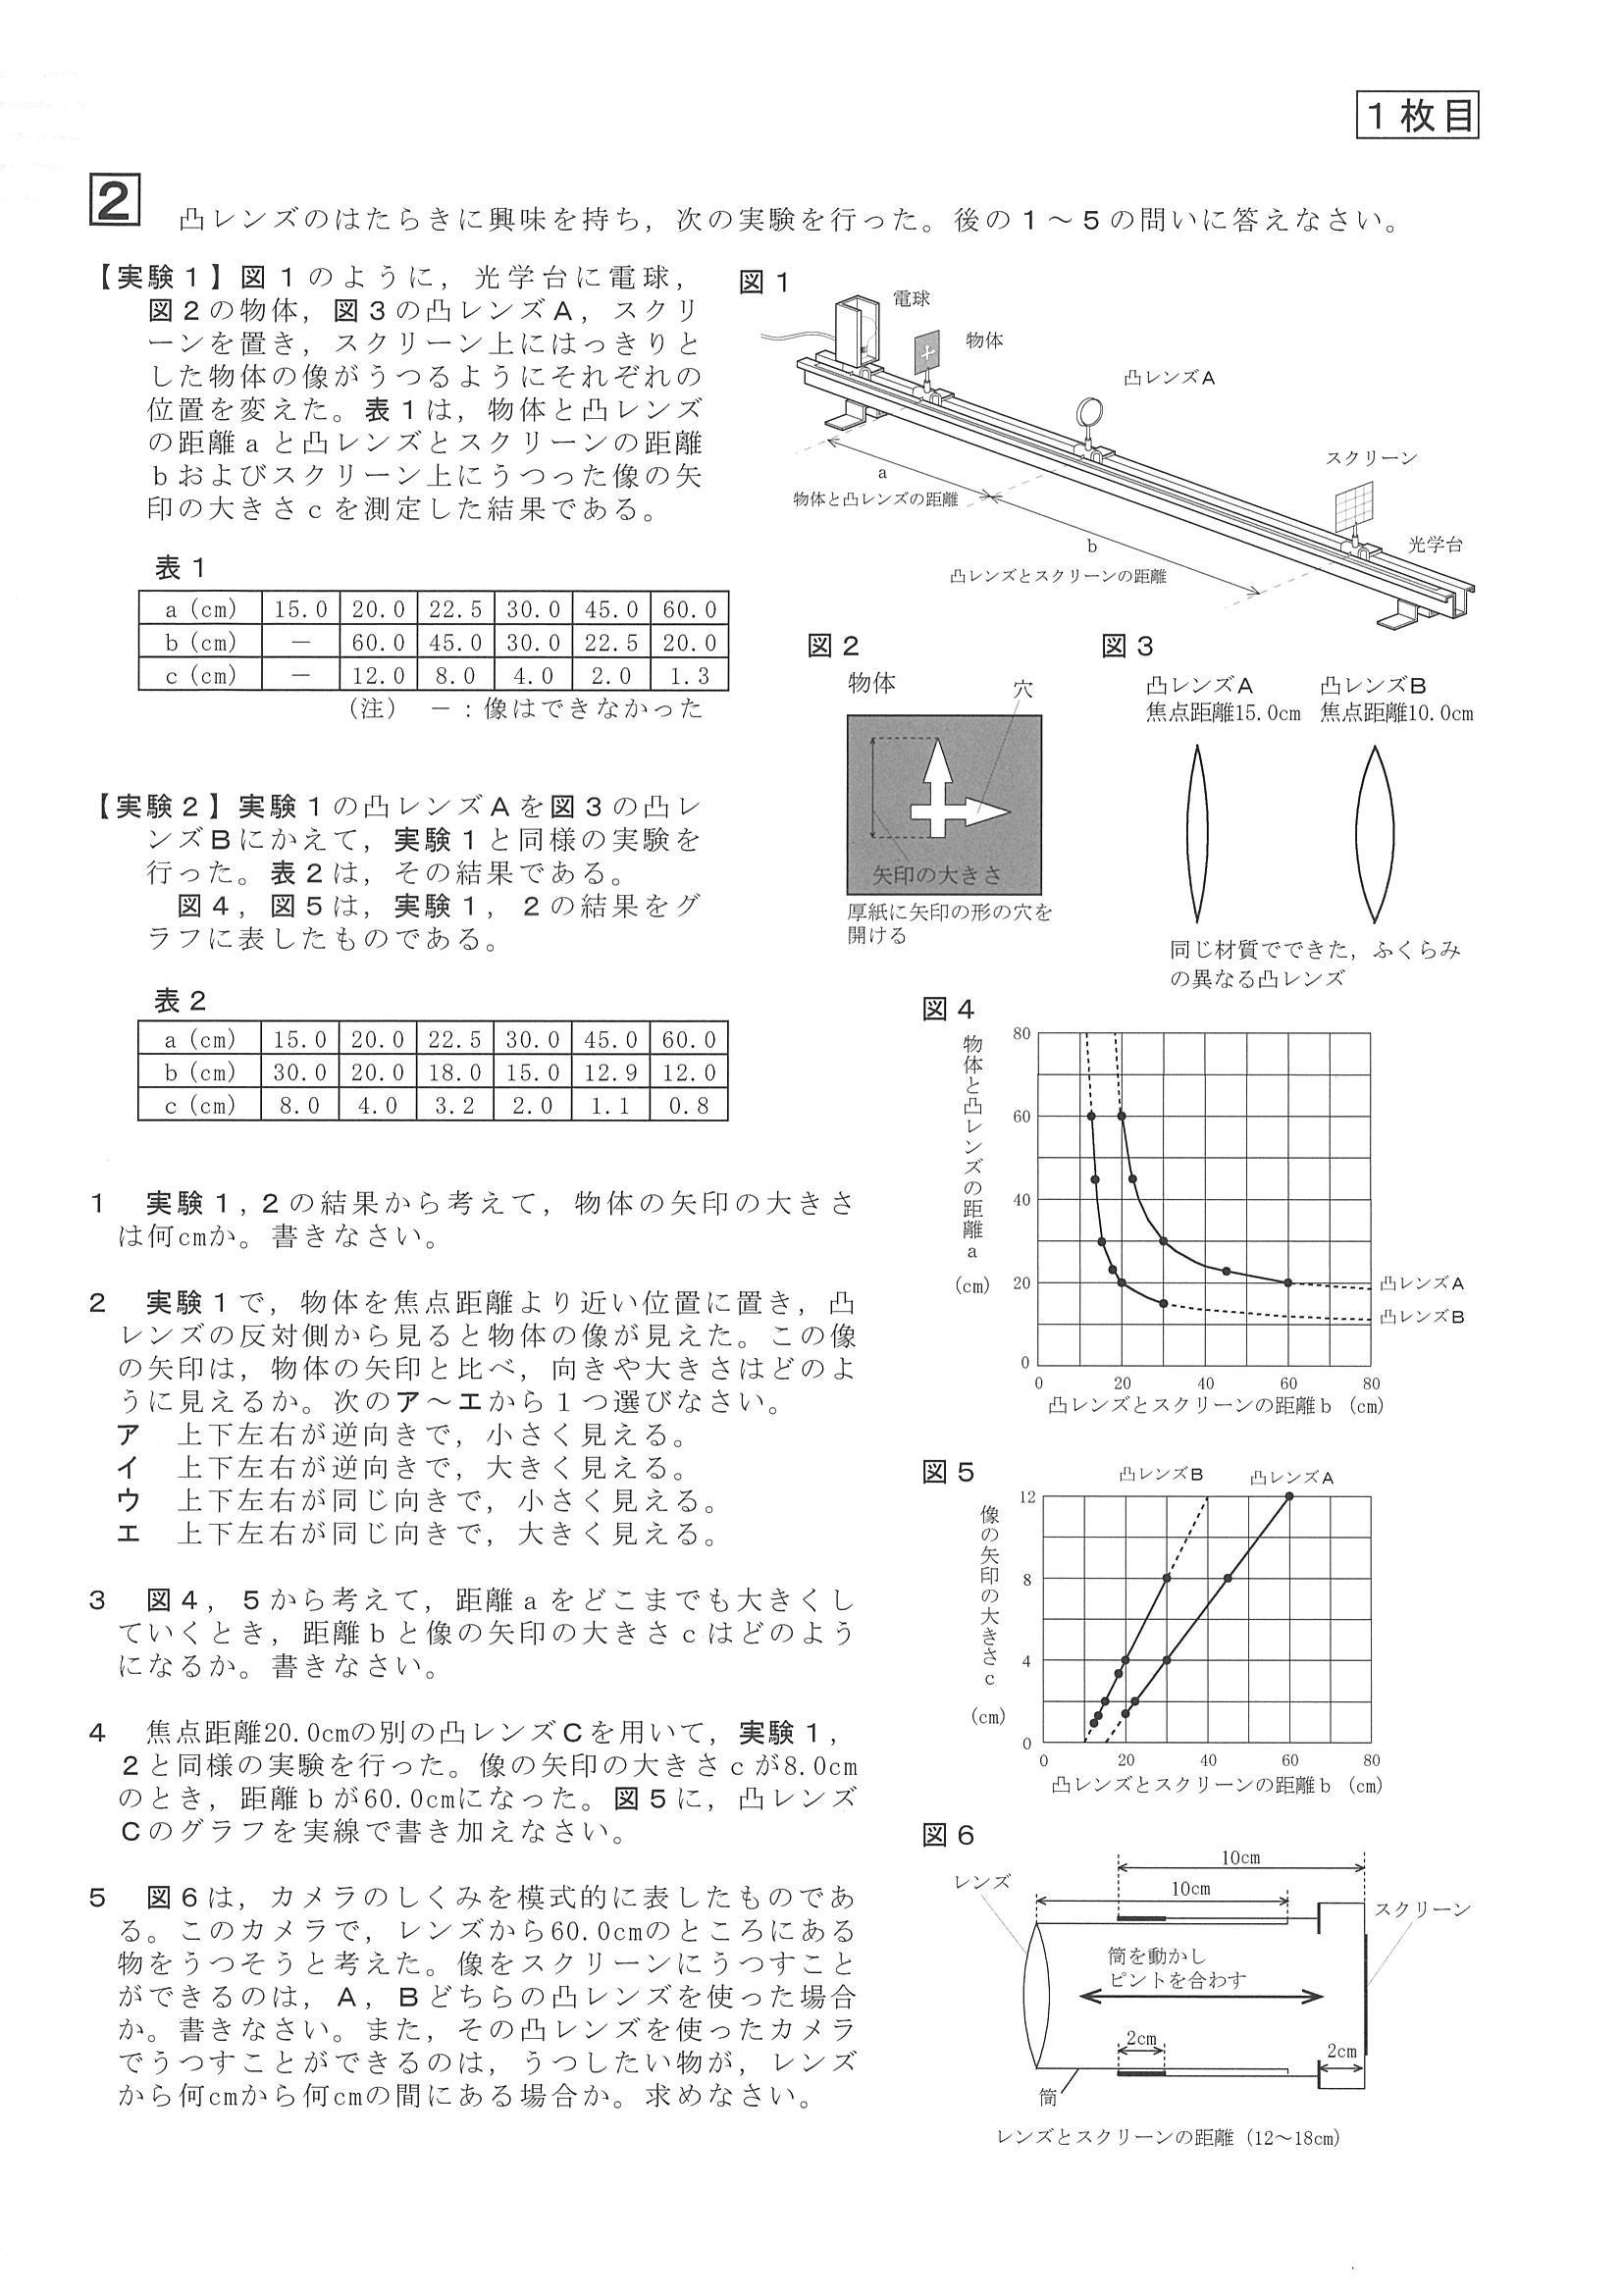 1枚目
2 凸レンズのはたらきに興味を持ち，次の実験を行った。後の1～5の問いに答えなさい。
【実験1】図1のように，光学台に電球，
図2の物体，図3の凸レンズA，スクリ
ーンを置き，スクリーン上にはっきりと
した物体の像がうつるようにそれぞれの
位置を変えた。表1は，物体と凸レンズ
の距離aと凸レンズとスクリーンの距離
bおよびスクリーン上にうつった像の矢
印の大きさcを測定した結果である。
表1
a (cm) 15.0 20.0 22.5 30.0 45.0 60.0
b (cm) － 60.0 45.0 30.0 22.5 20.0
c (cm) － 12.0 8.0 4.0 2.0 1.3
(注) －：像はできなかった
【実験2】実験1の凸レンズAを図3の凸レ
ンズBにかえて，実験1と同様の実験を
行った。表2は，その結果である。
図4，図5は，実験1，2の結果をグ
ラフに表したものである。
表2
a (cm) 15.0 20.0 22.5 30.0 45.0 60.0
b (cm) 30.0 20.0 18.0 15.0 12.9 12.0
c (cm) 8.0 4.0 3.2 2.0 1.1 0.8
1 実験1，2の結果から考えて，物体の矢印の大きさ
は何cmか。書きなさい。
2 実験1で，物体を焦点距離より近い位置に置き，凸
レンズの反対側から見ると物体の像が見えた。この像
の矢印は，物体の矢印と比べ，向きや大きさはどのよ
うに見えるか。次のア～エから1つ選びなさい。
ア 上下左右が逆向きで，小さく見える。
イ 上下左右が逆向きで，大きく見える。
ウ 上下左右が同じ向きで，小さく見える。
エ 上下左右が同じ向きで，大きく見える。
3 図4，5から考えて，距離aをどこまでも大きくし
ていくとき，距離bと像の矢印の大きさcはどのよう
になるか。書きなさい。
4 焦点距離20.0cmの別の凸レンズCを用いて，実験1，
2と同様の実験を行った。像の矢印の大きさcが8.0cm
のとき，距離bが60.0cmになった。図5に，凸レンズ
Cのグラフを実線で書き加えなさい。
5 図6は，カメラのしくみを模式的に表したものであ
る。このカメラで，レンズから60.0cmのところにある
物をうつそうと考えた。像をスクリーンにうつすこと
ができるのは，A，Bどちらの凸レンズを使った場合
か。書きなさい。また，その凸レンズを使ったカメラ
でうつすことができるのは，うつしたい物が，レンズ
から何cmから何cmの間にある場合か。求めなさい。
図1
電球
物体
凸レンズA
スクリーン
a
物体と凸レンズの距離
b
光学台
凸レンズとスクリーンの距離
図2
物体
穴
矢印の大きさ
厚紙に矢印の形の穴を
開ける
図3
凸レンズA 凸レンズB
焦点距離15.0cm 焦点距離10.0cm
同じ材質でできた，ふくらみ
の異なる凸レンズ
図4
物体と凸レンズの距離a
(cm)
80
60
40
20
0
凸レンズA
凸レンズB
0 20 40 60 80
凸レンズとスクリーンの距離b (cm)
図5
凸レンズB 凸レンズA
像の矢印の大きさc
(cm)
12
8
4
0
0 20 40 60 80
凸レンズとスクリーンの距離b (cm)
図6
10cm
レンズ
10cm
スクリーン
筒を動かし
ピントを合わす
2cm
2cm
筒
レンズとスクリーンの距離 (12～18cm)